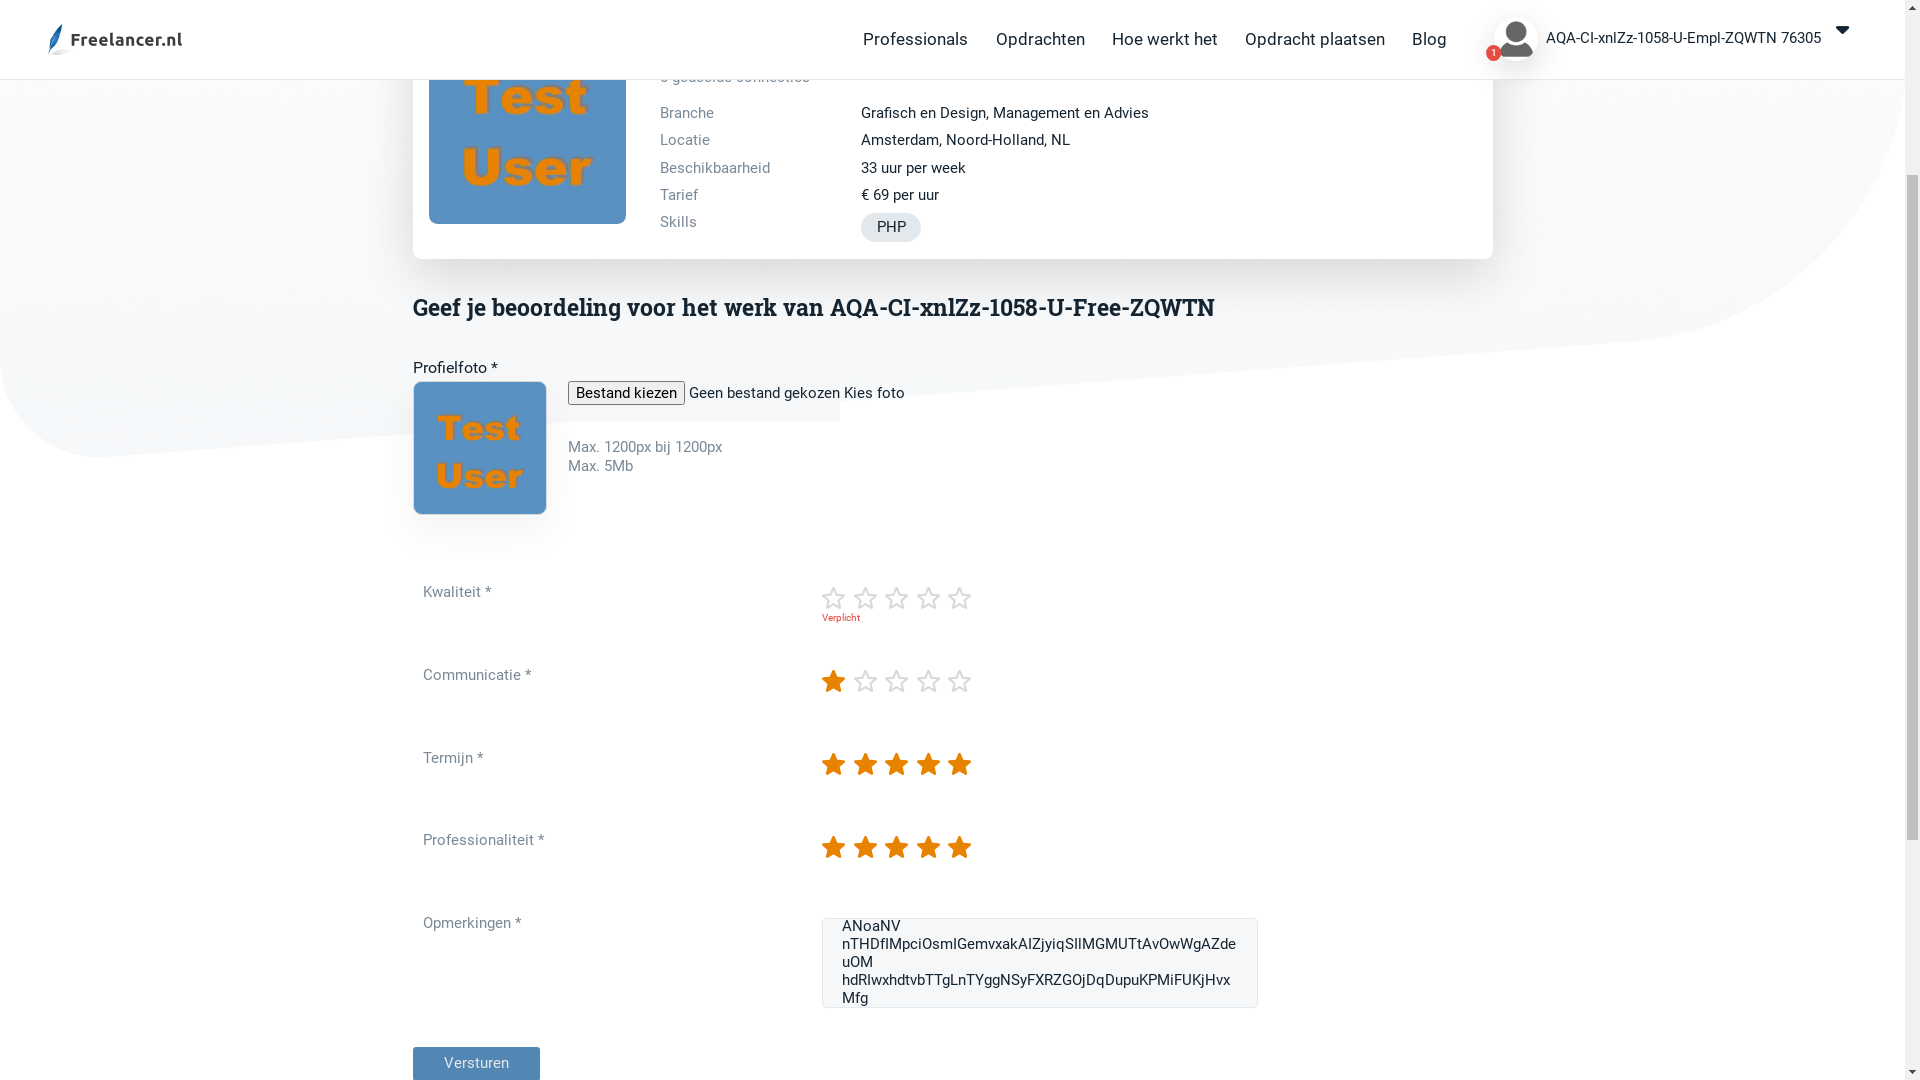 Freelancer.nl
Professionals
Opdrachten
Hoe werkt het
Opdracht plaatsen
Blog
1
AQA-CI-xnlZz-1058-U-Empl-ZQWTN 76305
Test
User
Branche Grafisch en Design, Management en Advies
Locatie Amsterdam, Noord-Holland, NL
Beschikbaarheid 33 uur per week
Tarief € 69 per uur
Skills PHP
Geef je beoordeling voor het werk van AQA-CI-xnlZz-1058-U-Free-ZQWTN
Profielfoto *
Test
User
Bestand kiezen Geen bestand gekozen Kies foto
Max. 1200px bij 1200px
Max. 5Mb
Kwaliteit *
Verplicht
Communicatie *
Termijn *
Professionaliteit *
Opmerkingen *
ANoaNV
uOM
Mfg
Versturen